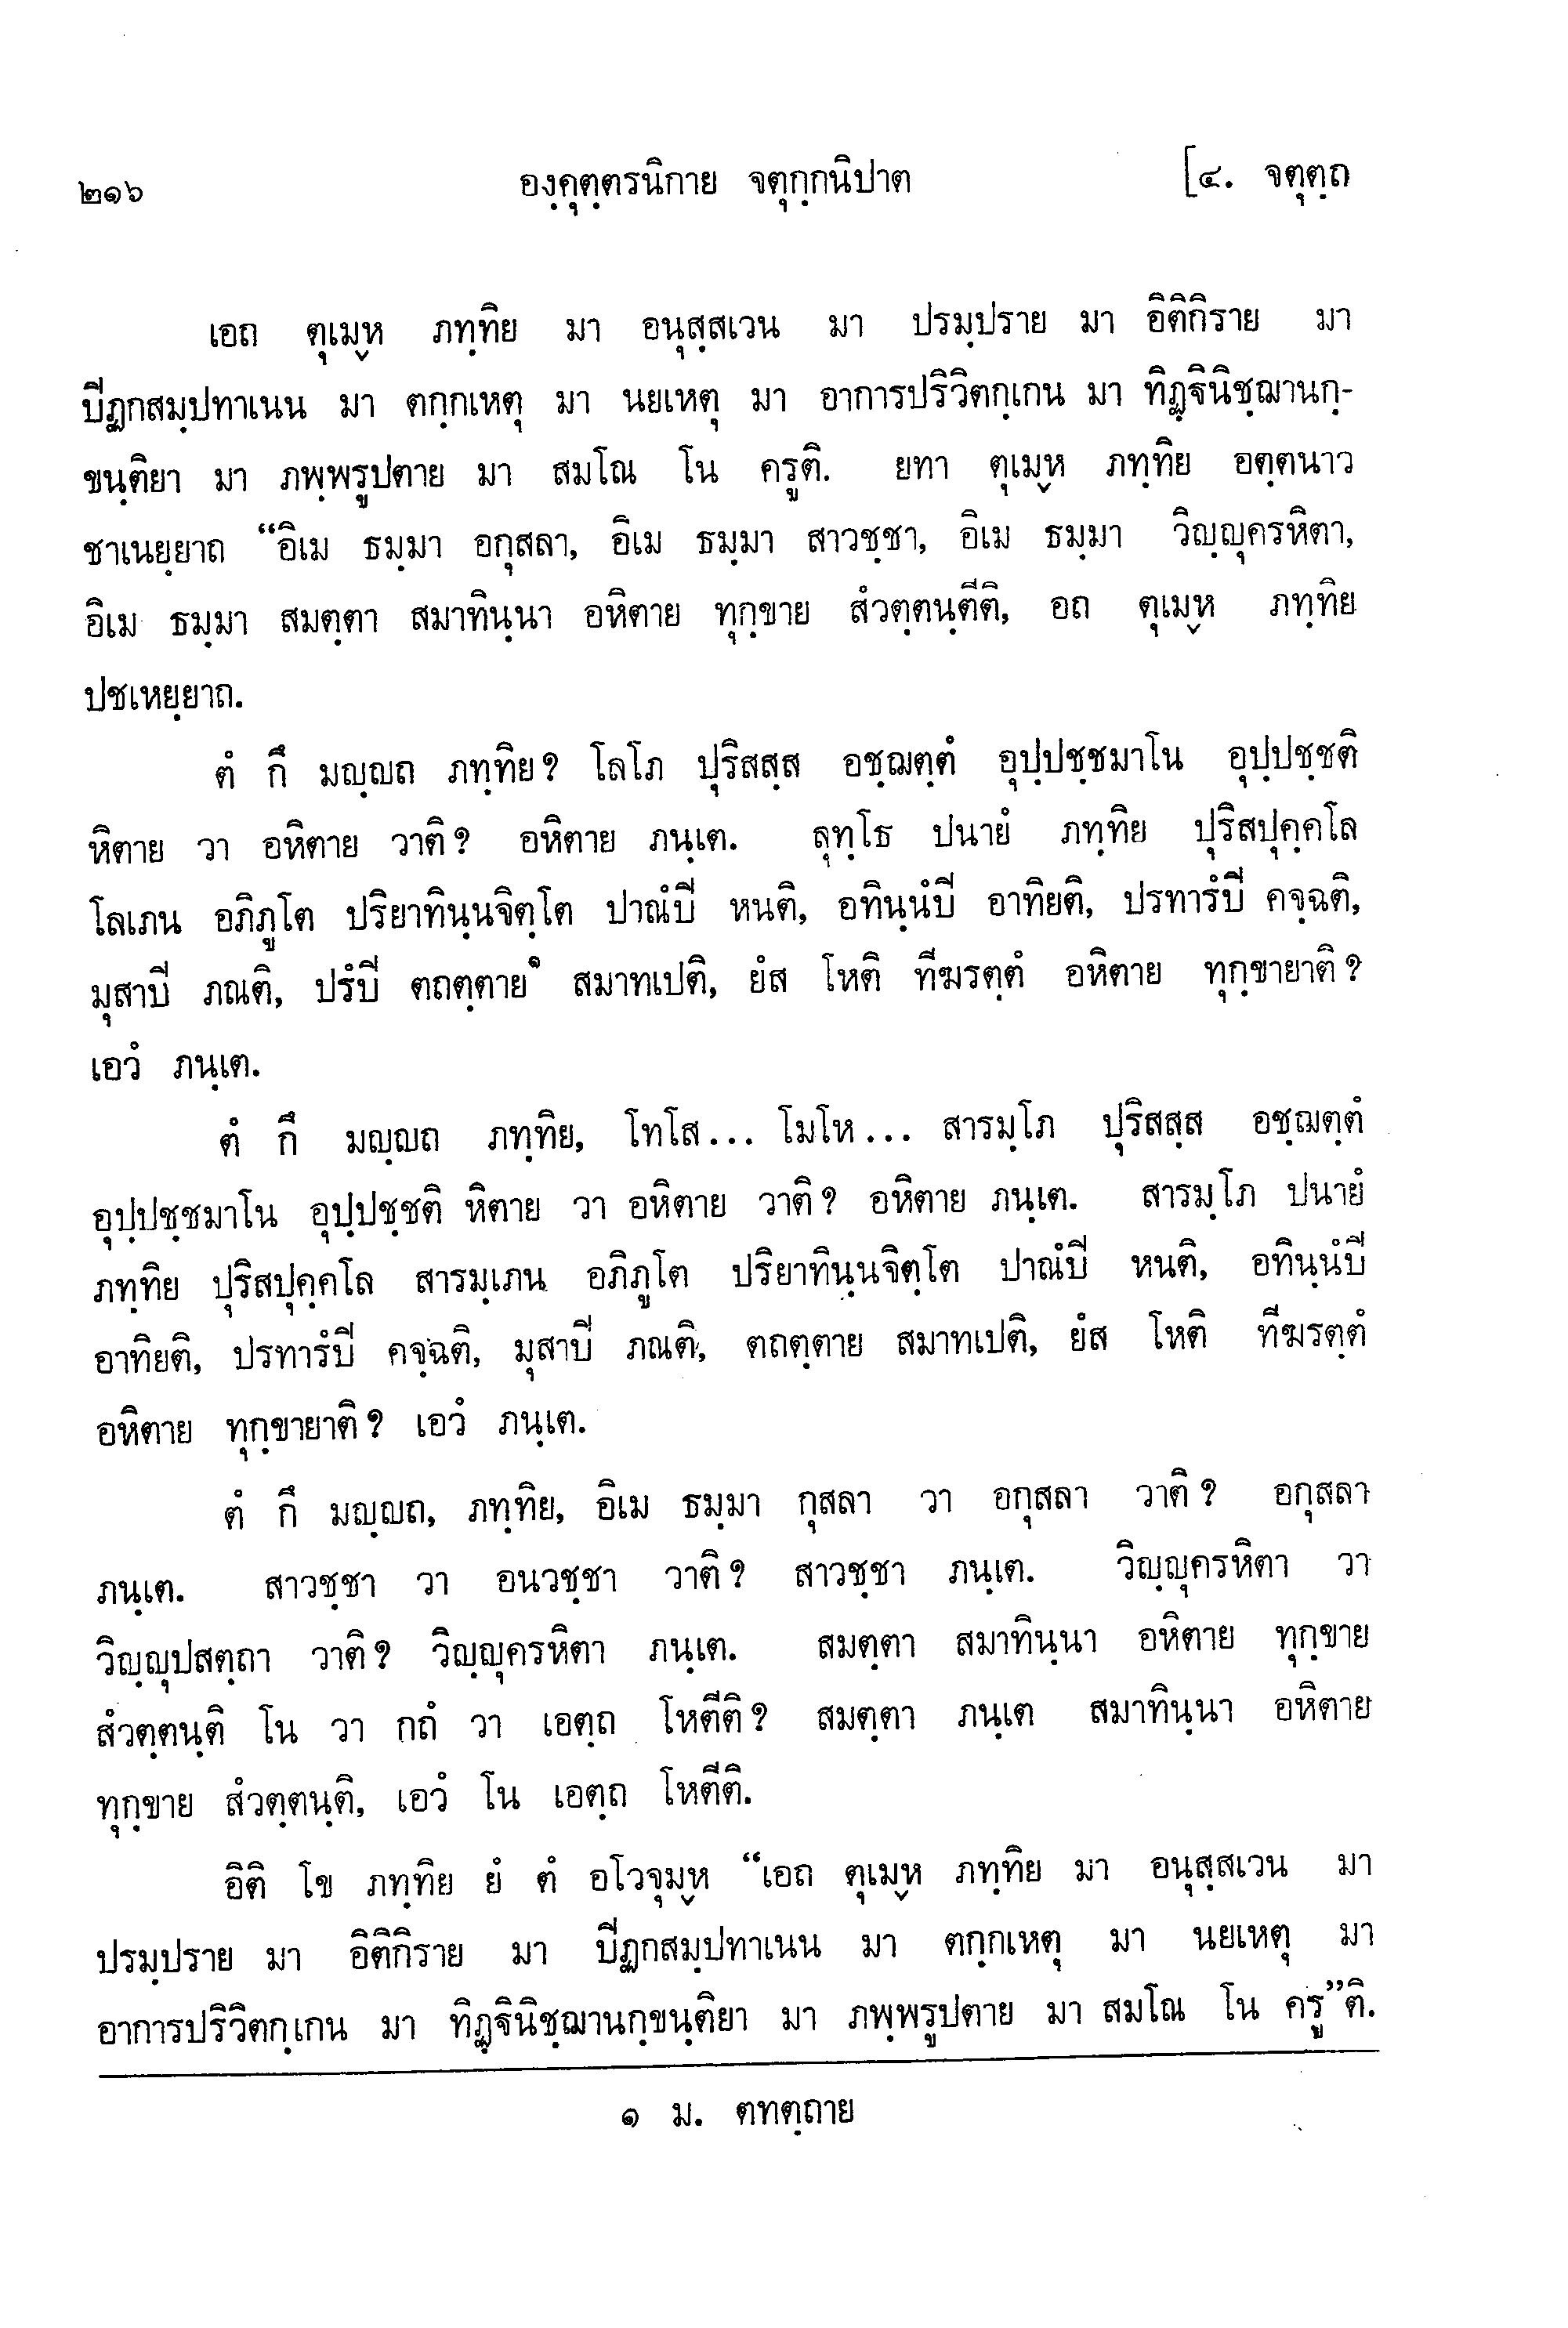 ๒๑๖ องฺคุตฺตรนิกาย จตุกฺกนิปาต [๔. จตุตฺถ
เอถ ตุเมฺห ภทฺทิย มา อนุสฺสเวน มา ปรมฺปราย มา อิติกิราย มา
ปิฏกสมฺปทาเนน มา ตกฺกเหตุ มา นยเหตุ มา อาการปริวิตกฺเกน มา ทิฏฺฐินิชฺฌานกฺ-
ขนฺติยา มา ภพฺพรูปตาย มา สมโณ โน ครูติ. ยทา ตุเมฺห ภทฺทิย อตฺตนาว
ชาเนยฺยาถ “อิเม ธมฺมา อกุสลา, อิเม ธมฺมา สาวชฺชา, อิเม ธมฺมา วิญฺญุครหิตา,
อิเม ธมฺมา สมตฺตา สมาทินฺนา อหิตาย ทุกฺขาย สํวตฺตนฺตีติ, อถ ตุเมฺห ภทฺทิย
ปชเหยฺยาถ.
ตํ กึ มญฺญถ ภทฺทิย? โลโภ ปุริสสฺส อชฺฌตฺตํ อุปฺปชฺชมาโน อุปฺปชฺชติ
หิตาย วา อหิตาย วาติ? อหิตาย ภนฺเต. ลุทฺโธ ปนายํ ภทฺทิย ปุริสปุคฺคโล
โลเภน อภิภูโต ปริยาทินฺนจิตฺโต ปาณํปิ หนติ, อทินฺนํปิ อาทิยติ, ปรทารํปิ คจฺฉติ,
มุสาปิ ภณติ, ปรํปิ ตถตฺตาย๑ สมาทเปติ, ยํส โหติ ทีฆรตฺตํ อหิตาย ทุกฺขายาติ?
เอวํ ภนฺเต.
ตํ กึ มญฺญถ ภทฺทิย, โทโส... โมโห... สารมฺโภ ปุริสสฺส อชฺฌตฺตํ
อุปฺปชฺชมาโน อุปฺปชฺชติ หิตาย วา อหิตาย วาติ? อหิตาย ภนฺเต. สารมฺโภ ปนายํ
ภทฺทิย ปุริสปุคฺคโล สารมฺเภน อภิภูโต ปริยาทินฺนจิตฺโต ปาณํปิ หนติ, อทินฺนํปิ
อาทิยติ, ปรทารํปิ คจฺฉติ, มุสาปิ ภณติ, ตถตฺตาย สมาทเปติ, ยํส โหติ ทีฆรตฺตํ
อหิตาย ทุกฺขายาติ? เอวํ ภนฺเต.
ตํ กึ มญฺญถ, ภทฺทิย, อิเม ธมฺมา กุสลา วา อกุสลา วาติ? อกุสลา
ภนฺเต. สาวชฺชา วา อนวชฺชา วาติ? สาวชฺชา ภนฺเต. วิญฺญุครหิตา วา
วิญฺญุปสตฺถา วาติ? วิญฺญุครหิตา ภนฺเต. สมตฺตา สมาทินฺนา อหิตาย ทุกฺขาย
สํวตฺตนฺติ โน วา กถํ วา เอตฺถ โหตีติ? สมตฺตา ภนฺเต สมาทินฺนา อหิตาย
ทุกฺขาย สํวตฺตนฺติ, เอวํ โน เอตฺถ โหตีติ.
อิติ โข ภทฺทิย ยํ ตํ อโวจุมฺห “เอถ ตุเมฺห ภทฺทิย มา อนุสฺสเวน มา
ปรมฺปราย มา อิติกิราย มา ปิฏกสมฺปทาเนน มา ตกฺกเหตุ มา นยเหตุ มา
อาการปริวิตกฺเกน มา ทิฏฺฐินิชฺฌานกฺขนฺติยา มา ภพฺพรูปตาย มา สมโณ โน ครู”ติ.
๑ ม. ตทตฺถาย